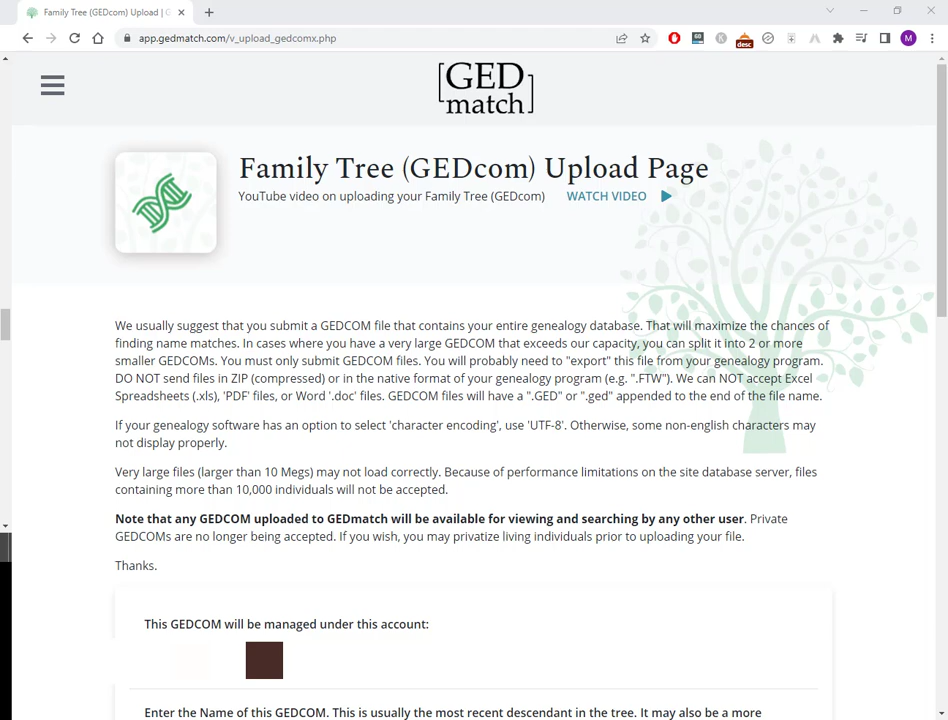 Family Tree (GEDcom) Upload | G
app.gedmatch.com/v_upload_gedcomx.php
desc
M
GED
match
Family Tree (GEDcom) Upload Page
YouTube video on uploading your Family Tree (GEDcom) WATCH VIDEO
We usually suggest that you submit a GEDCOM file that contains your entire genealogy database. That will maximize the chances of
finding name matches. In cases where you have a very large GEDCOM that exceeds our capacity, you can split it into 2 or more
smaller GEDCOMs. You must only submit GEDCOM files. You will probably need to "export" this file from your genealogy program.
DO NOT send files in ZIP (compressed) or in the native format of your genealogy program (e.g. ".FTW"). We can NOT accept Excel
Spreadsheets (.xls), 'PDF' files, or Word '.doc' files. GEDCOM files will have a ".GED" or ".ged" appended to the end of the file name.
If your genealogy software has an option to select 'character encoding', use 'UTF-8'. Otherwise, some non-english characters may
not display properly.
Very large files (larger than 10 Megs) may not load correctly. Because of performance limitations on the site database server, files
containing more than 10,000 individuals will not be accepted.
Note that any GEDCOM uploaded to GEDmatch will be available for viewing and searching by any other user. Private
GEDCOMs are no longer being accepted. If you wish, you may privatize living individuals prior to uploading your file.
Thanks.
This GEDCOM will be managed under this account:
Enter the Name of this GEDCOM. This is usually the most recent descendant in the tree. It may also be a more